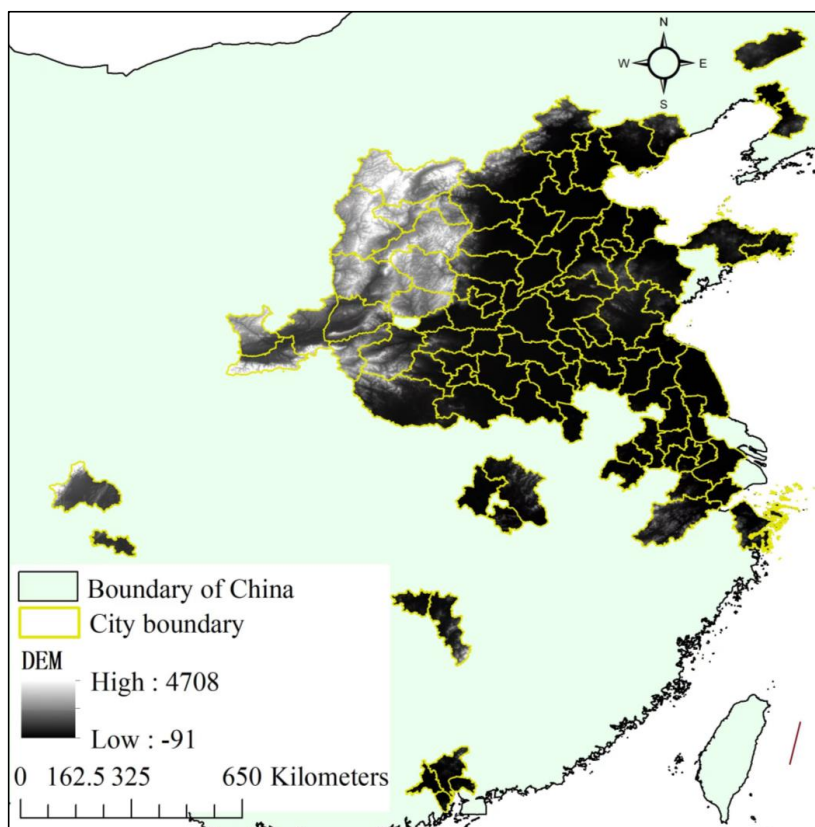 N
W E
S
Boundary of China
City boundary
DEM
High : 4708
Low : -91
0 162.5 325 650 Kilometers